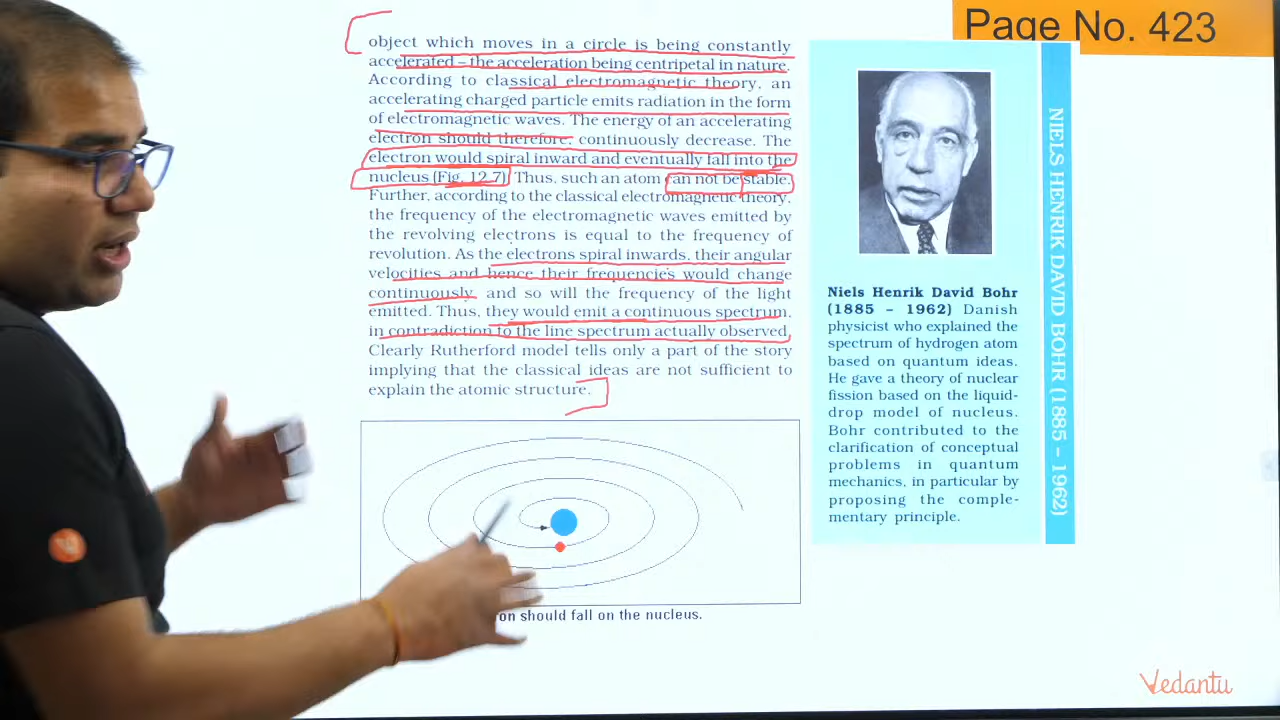 Page No. 423
object which moves in a circle is being constantly
accelerated – the acceleration being centripetal in nature.
According to classical electromagnetic theory, an
accelerating charged particle emits radiation in the form
of electromagnetic waves. The energy of an accelerating
electron should therefore, continuously decrease. The
electron would spiral inward and eventually fall into the
nucleus (Fig. 12.7). Thus, such an atom can not be stable.
Further, according to the classical electromagnetic theory,
the frequency of the electromagnetic waves emitted by
the revolving electrons is equal to the frequency of
revolution. As the electrons spiral inwards, their angular
velocities and hence their frequencies would change
continuously, and so will the frequency of the light
emitted. Thus, they would emit a continuous spectrum,
in contradiction to the line spectrum actually observed.
Clearly Rutherford model tells only a part of the story
implying that the classical ideas are not sufficient to
explain the atomic structure.
should fall on the nucleus.
Niels Henrik David Bohr
(1885 – 1962) Danish
physicist who explained the
spectrum of hydrogen atom
based on quantum ideas.
He gave a theory of nuclear
fission based on the liquid-
drop model of nucleus.
Bohr contributed to the
clarification of conceptual
problems in quantum
mechanics, in particular by
proposing the comple-
mentary principle.
NIELS HENRIK DAVID BOHR (1885 – 1962)
Vedantu